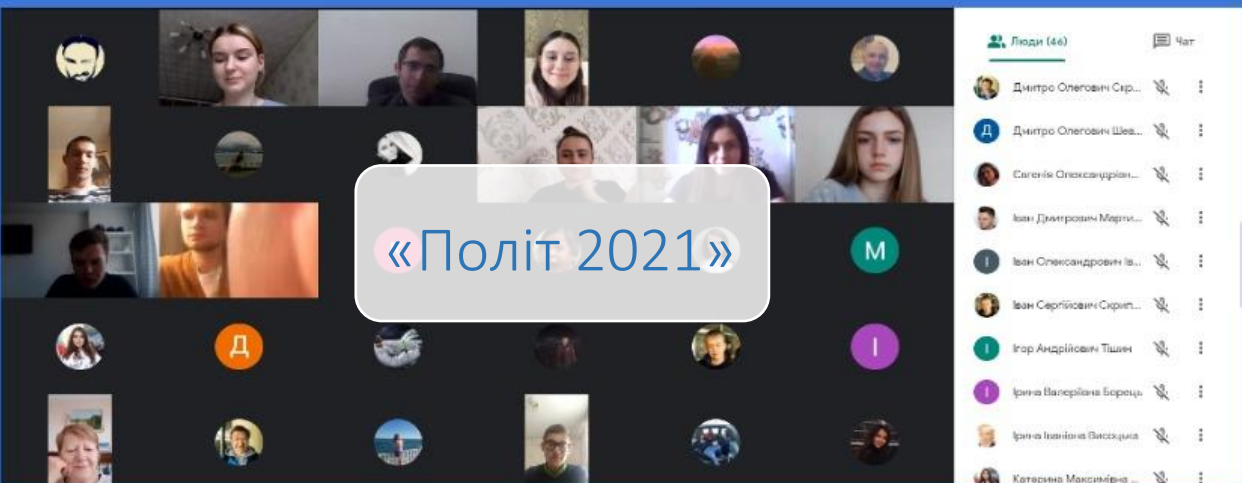 Люди (46)
Чат
Дмитро Олегович Скр...
Дмитро Олегович Шев...
Д
Євгенія Олександрівн...
Іван Дмитрович Марти...
Іван Олександрович Ів...
І
Іван Сергійович Скрип...
Ігор Андрійович Тішин
І
Ірина Валеріївна Борець
І
Ірина Іванівна Висоцька
Катерина Максимівна ...
«Політ 2021»
М
Д
І